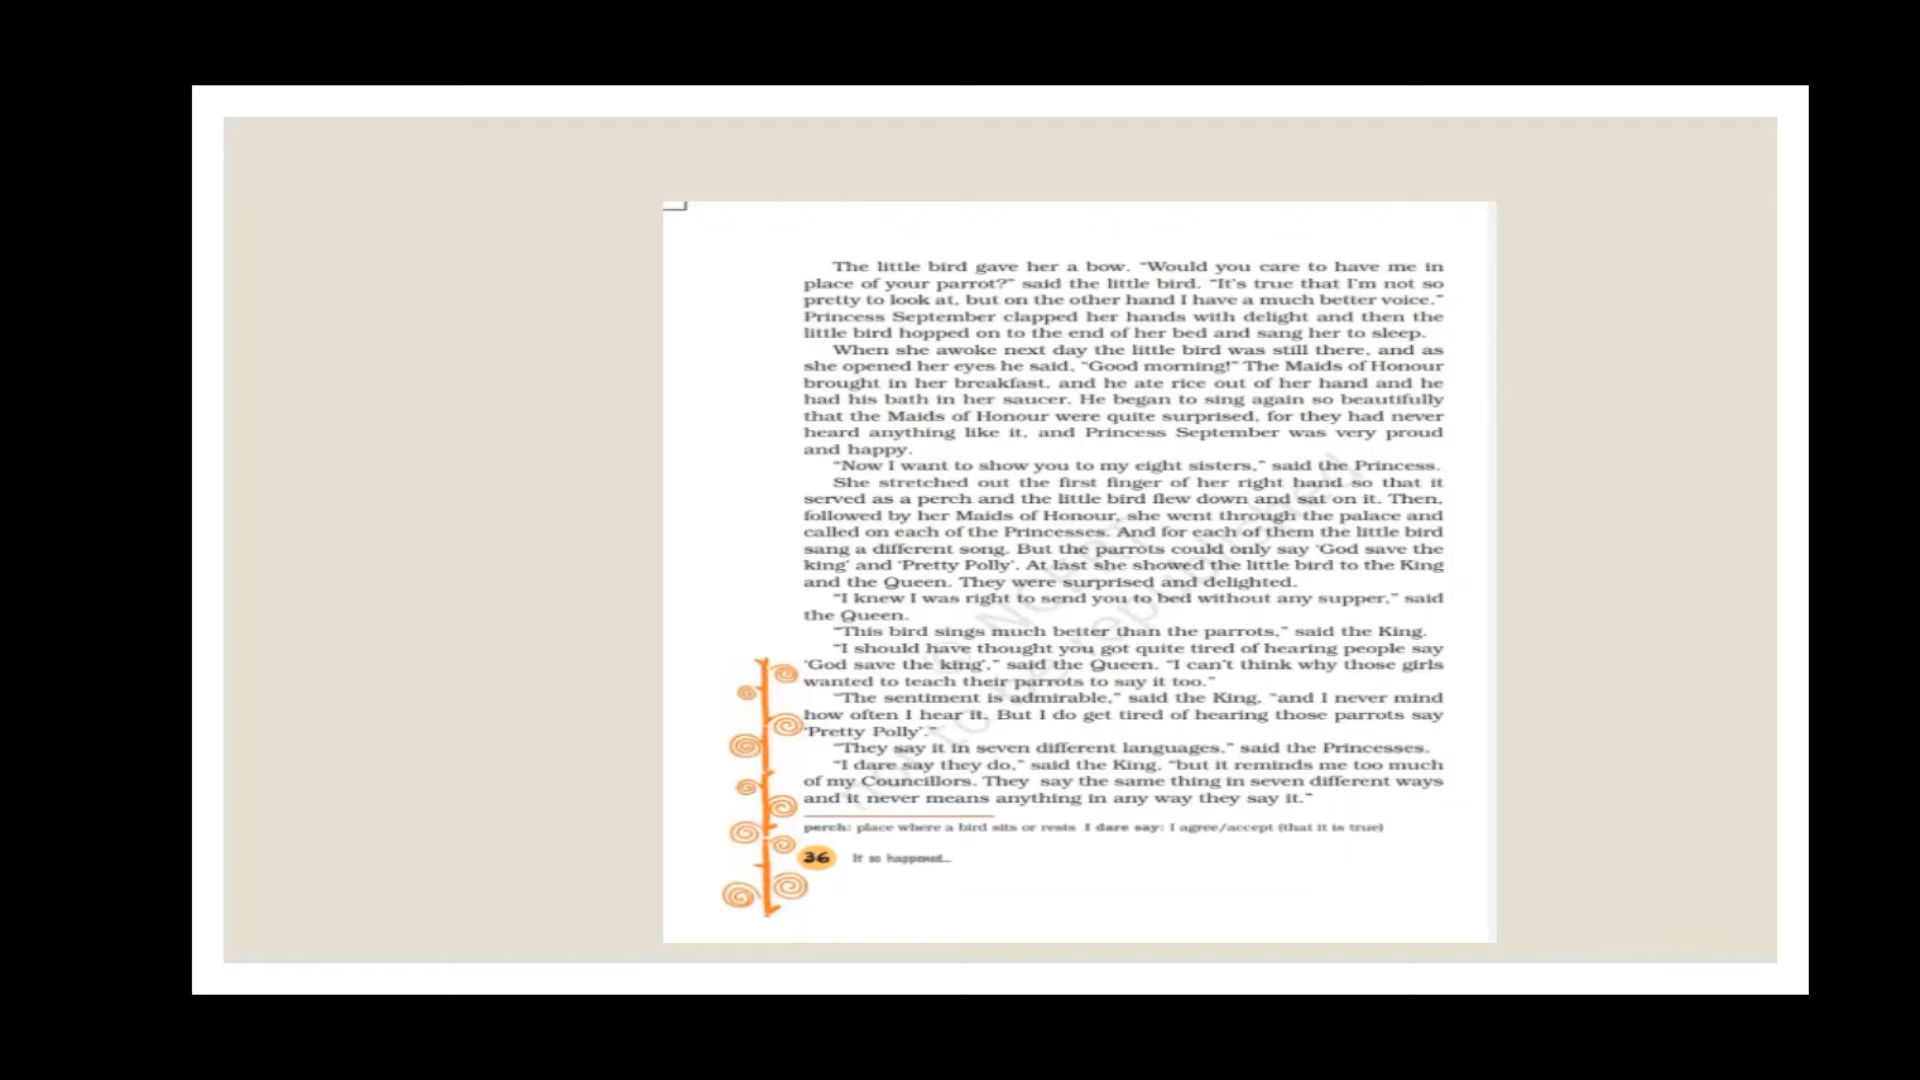 The little bird gave her a bow. “Would you care to have me in
place of your parrot?” said the little bird. “It's true that I'm not so
pretty to look at, but on the other hand I have a much better voice.”
Princess September clapped her hands with delight and then the
little bird hopped on to the end of her bed and sang her to sleep.
When she awoke next day the little bird was still there, and as
she opened her eyes he said, “Good morning!” The Maids of Honour
brought in her breakfast, and he ate rice out of her hand and he
had his bath in her saucer. He began to sing again so beautifully
that the Maids of Honour were quite surprised, for they had never
heard anything like it, and Princess September was very proud
and happy.
“Now I want to show you to my eight sisters,” said the Princess.
She stretched out the first finger of her right hand so that it
served as a perch and the little bird flew down and sat on it. Then,
followed by her Maids of Honour, she went through the palace and
called on each of the Princesses. And for each of them the little bird
sang a different song. But the parrots could only say ‘God save the
king’ and ‘Pretty Polly’. At last she showed the little bird to the King
and the Queen. They were surprised and delighted.
“I knew I was right to send you to bed without any supper,” said
the Queen.
“This bird sings much better than the parrots,” said the King.
“I should have thought you got quite tired of hearing people say
‘God save the king’,” said the Queen. “I can't think why those girls
wanted to teach their parrots to say it too.”
“The sentiment is admirable,” said the King, “and I never mind
how often I hear it. But I do get tired of hearing those parrots say
‘Pretty Polly’.”
“They say it in seven different languages,” said the Princesses.
“I dare say they do,” said the King, “but it reminds me too much
of my Councillors. They say the same thing in seven different ways
and it never means anything in any way they say it.”
perch: place where a bird sits or rests I dare say: I agree/accept (that it is true)
36 It so happened...
© NCERT
not to be republished